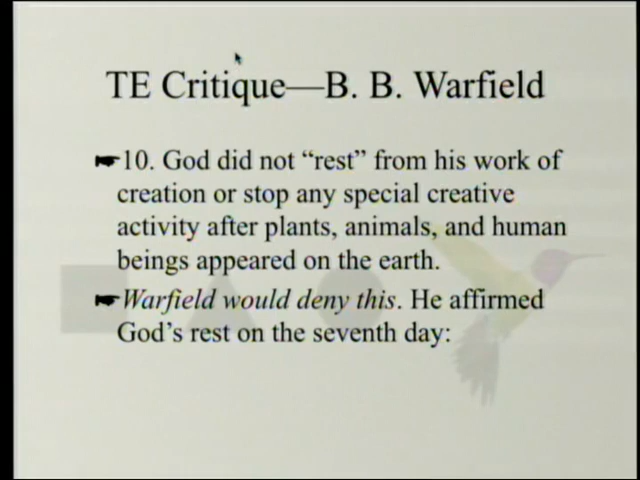 TE Critique—B. B. Warfield
☛10. God did not “rest” from his work of
creation or stop any special creative
activity after plants, animals, and human
beings appeared on the earth.
☛Warfield would deny this. He affirmed
God’s rest on the seventh day: